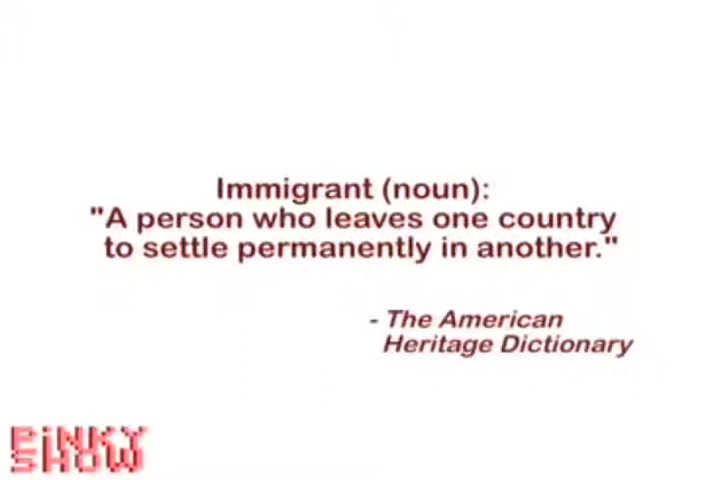 Immigrant (noun):
"A person who leaves one country
to settle permanently in another."
- The American
Heritage Dictionary
PiNKY
SHOW